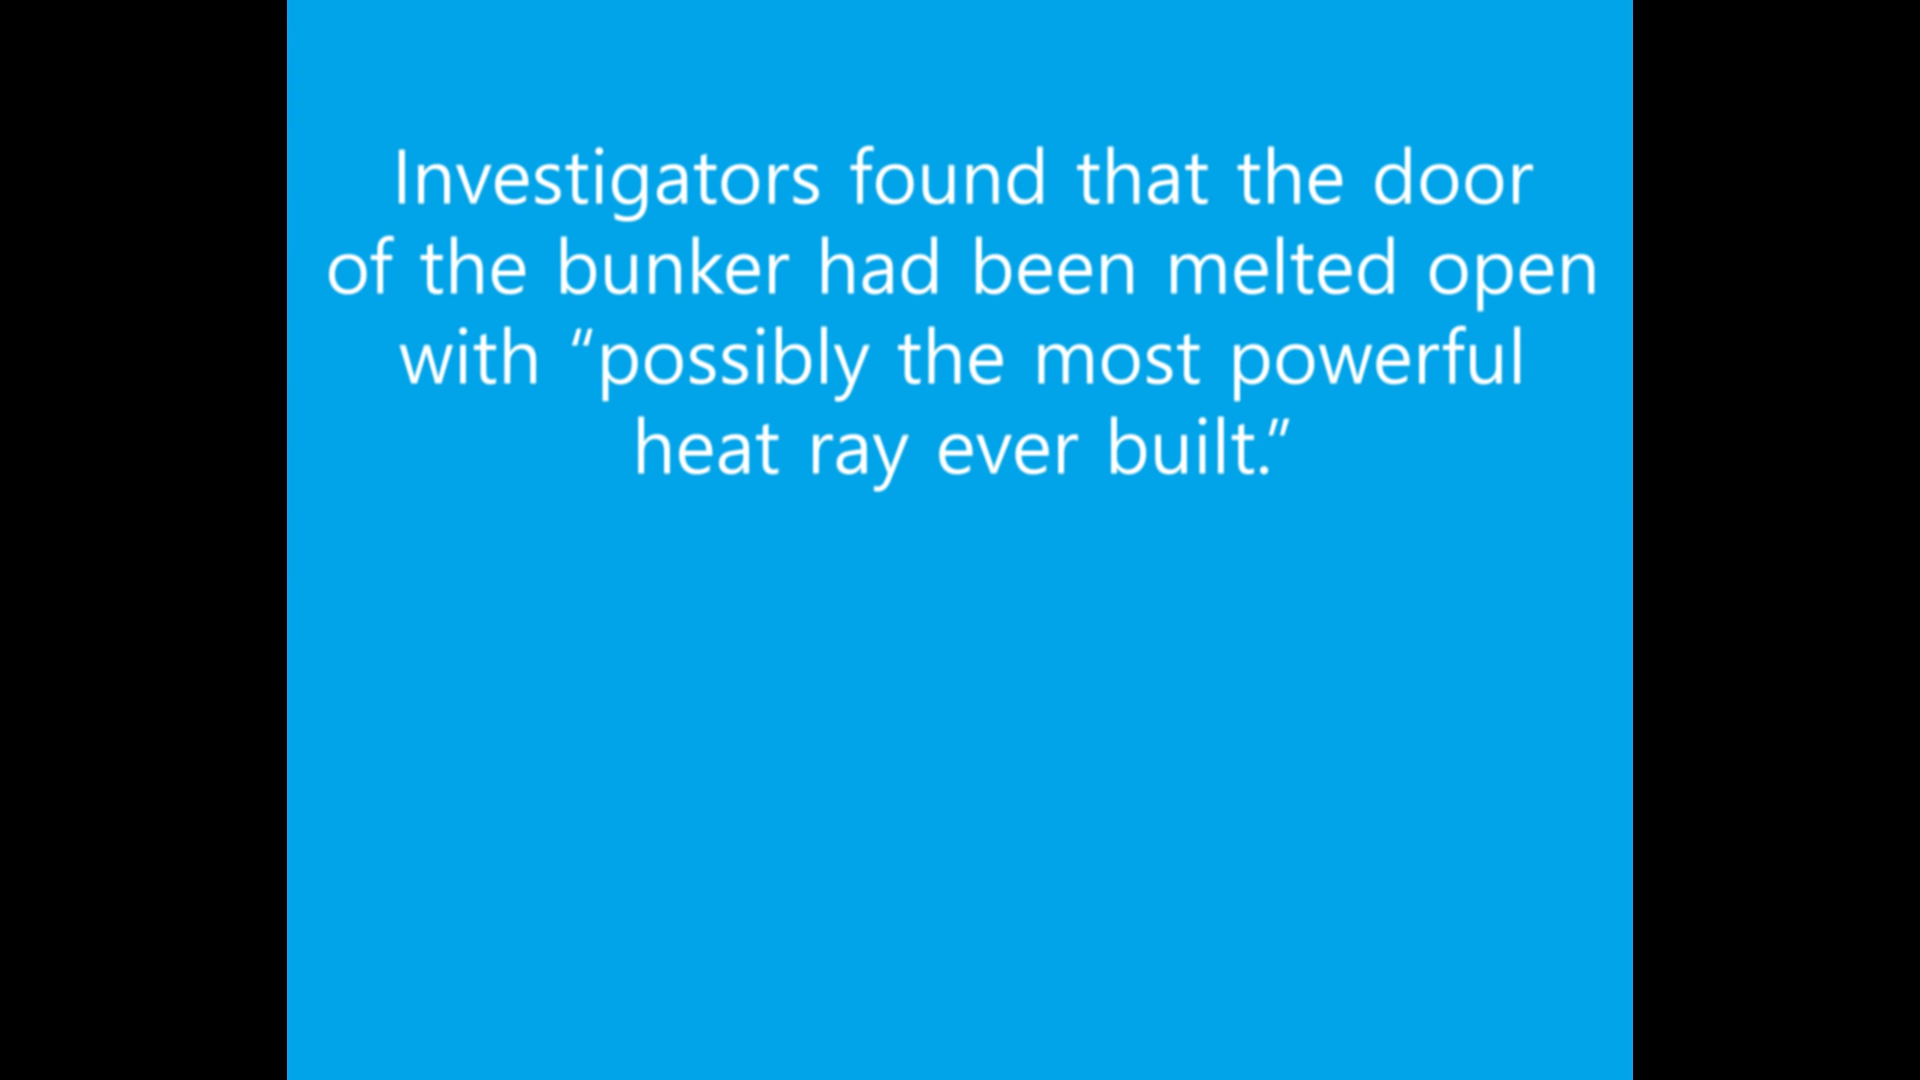 Investigators found that the door
of the bunker had been melted open
with “possibly the most powerful
heat ray ever built.”